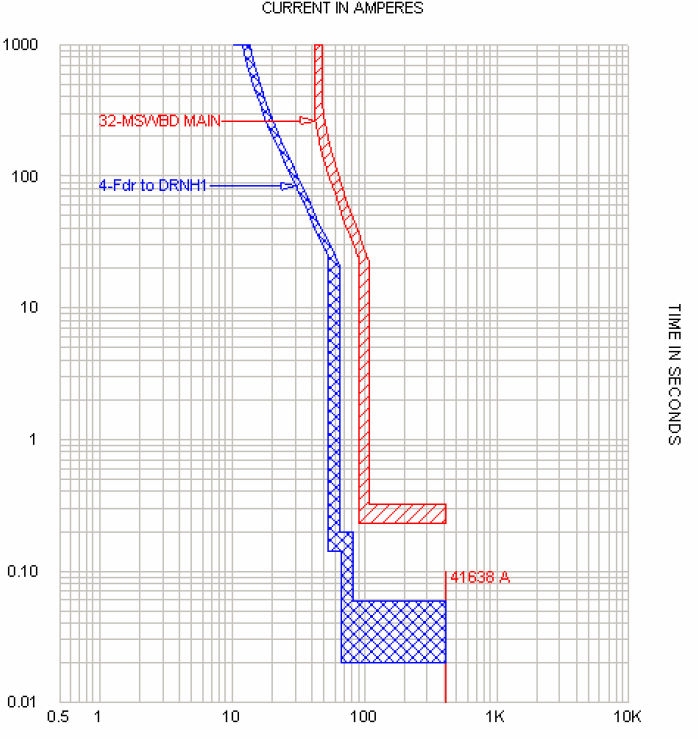 CURRENT IN AMPERES
1000
32-MSWBD MAIN
100
4-Fdr to DRNH1
10
TIME IN SECONDS
1
0.10
41638 A
0.01
0.5 1 10 100 1K 10K